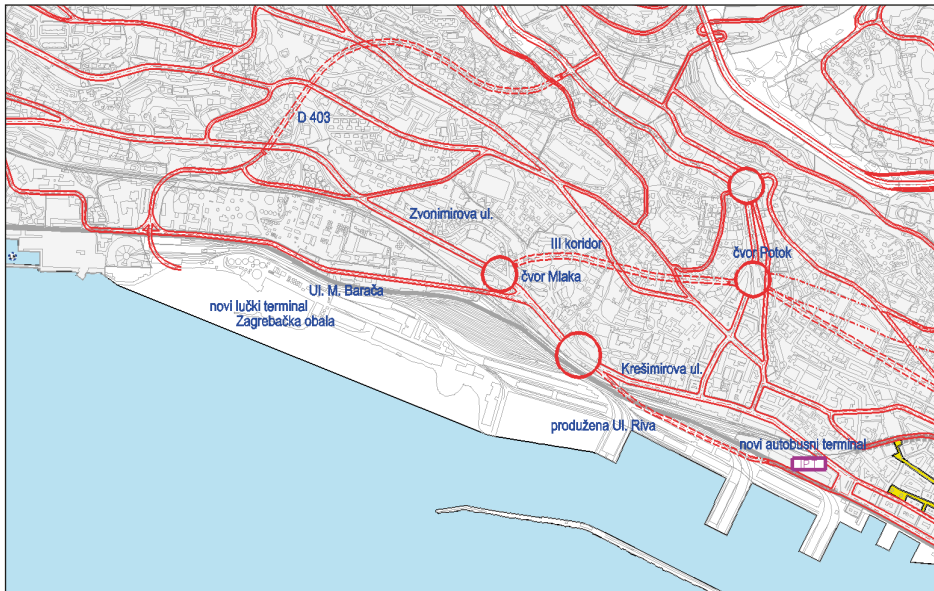 D 403
Zvonimirova ul.
III koridor
čvor Potok
čvor Mlaka
Ul. M. Barača
novi lučki terminal
Zagrebačka obala
Krešimirova ul.
produžena Ul. Riva
novi autobusni terminal
P